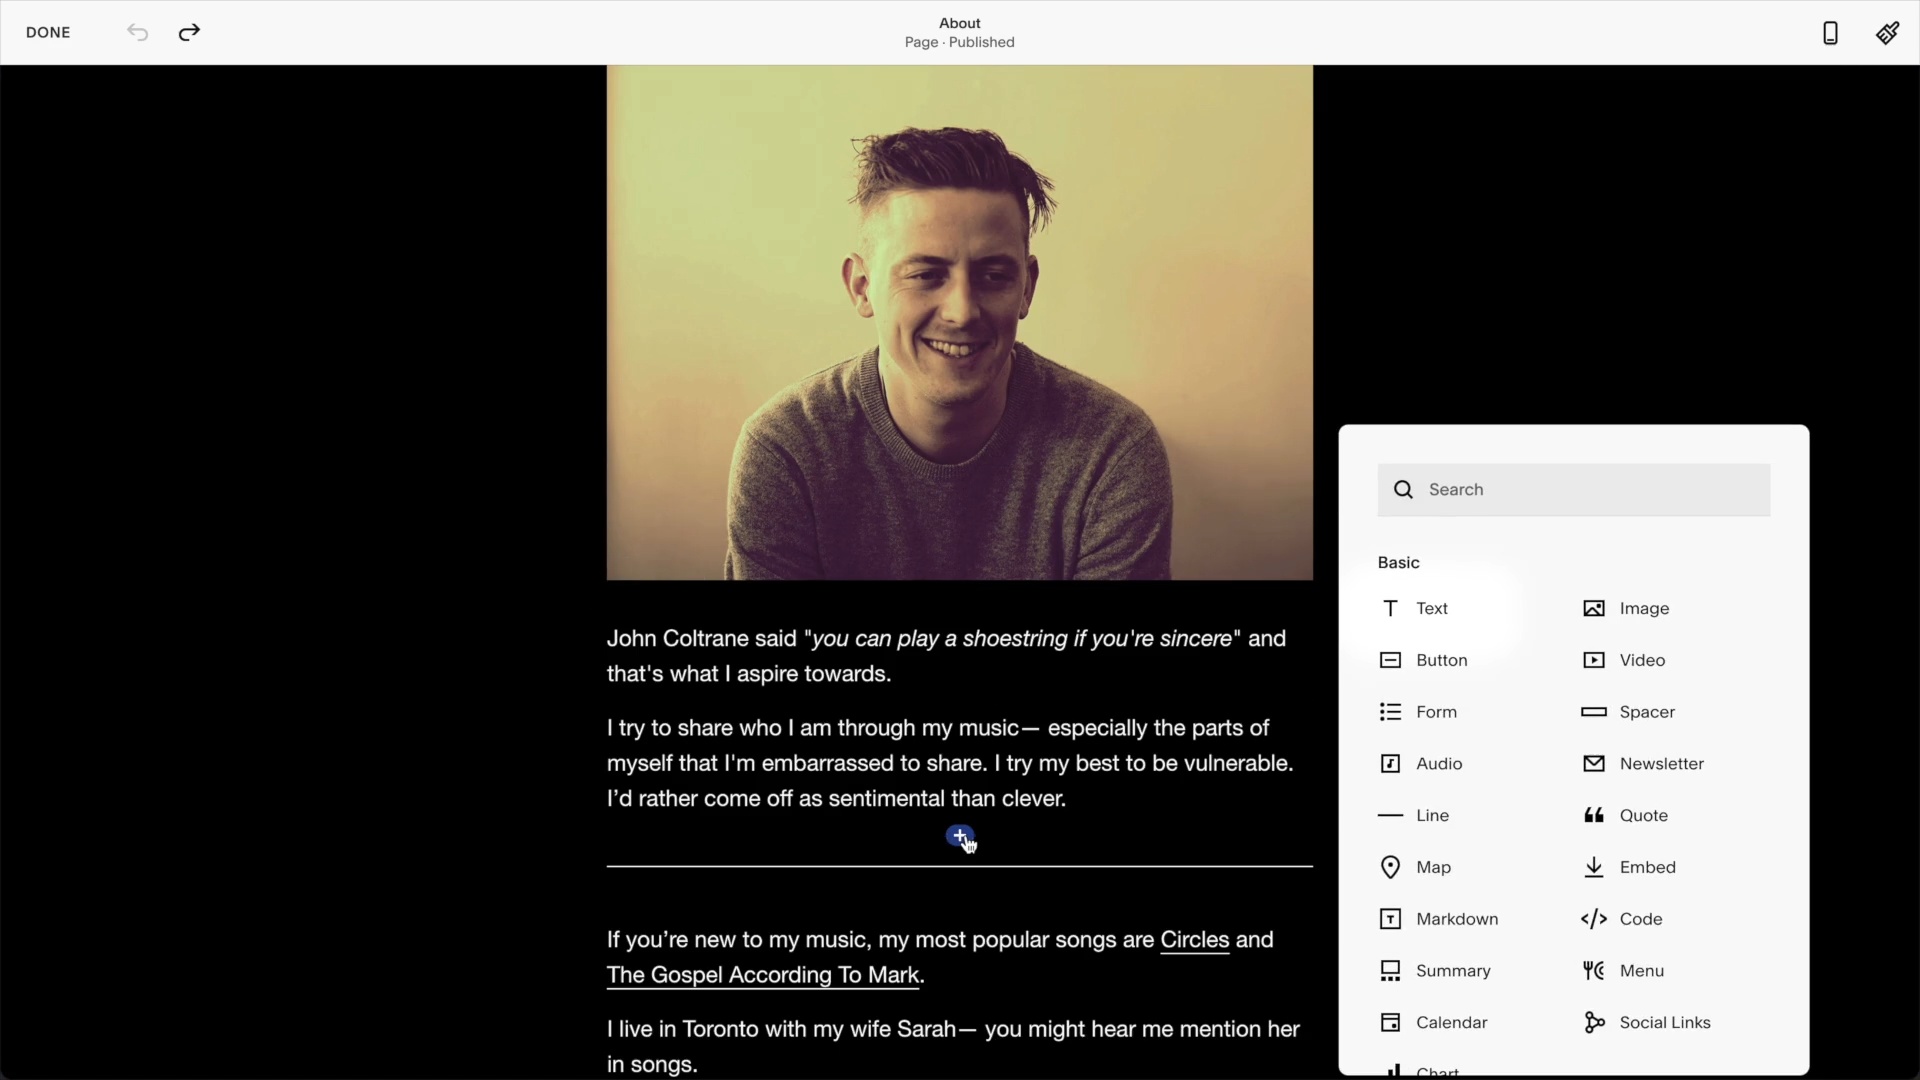 DONE
About
Page · Published
John Coltrane said "you can play a shoestring if you're sincere" and
that's what I aspire towards.
I try to share who I am through my music— especially the parts of
myself that I'm embarrassed to share. I try my best to be vulnerable.
I’d rather come off as sentimental than clever.
If you’re new to my music, my most popular songs are Circles and
The Gospel According To Mark.
I live in Toronto with my wife Sarah— you might hear me mention her
in songs.
Search
Basic
Text
Image
Button
Video
Form
Spacer
Audio
Newsletter
Line
Quote
Map
Embed
Markdown
Code
Summary
Menu
Calendar
Social Links
Chart